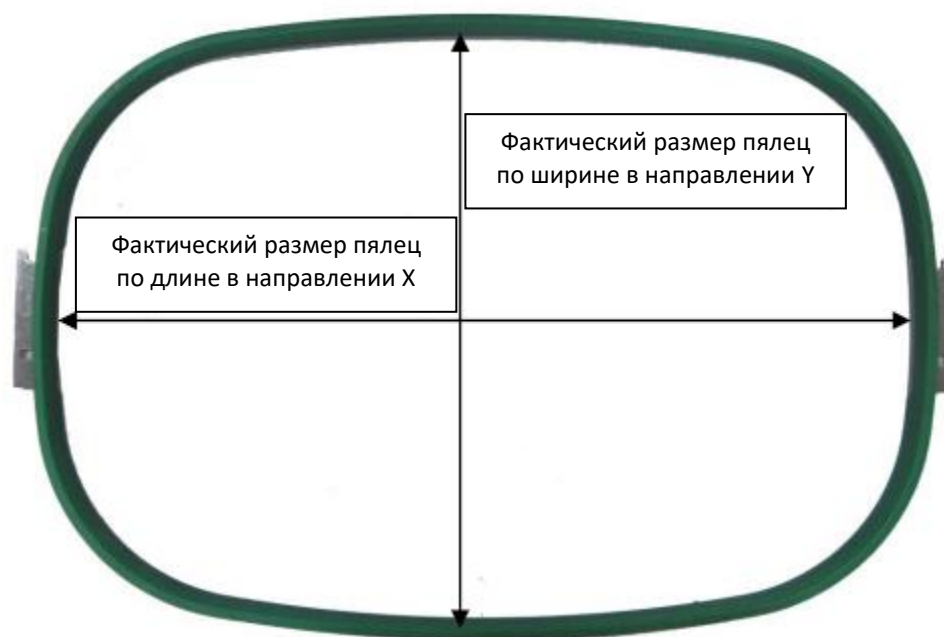 Фактический размер пялец
по ширине в направлении Y
Фактический размер пялец
по длине в направлении X